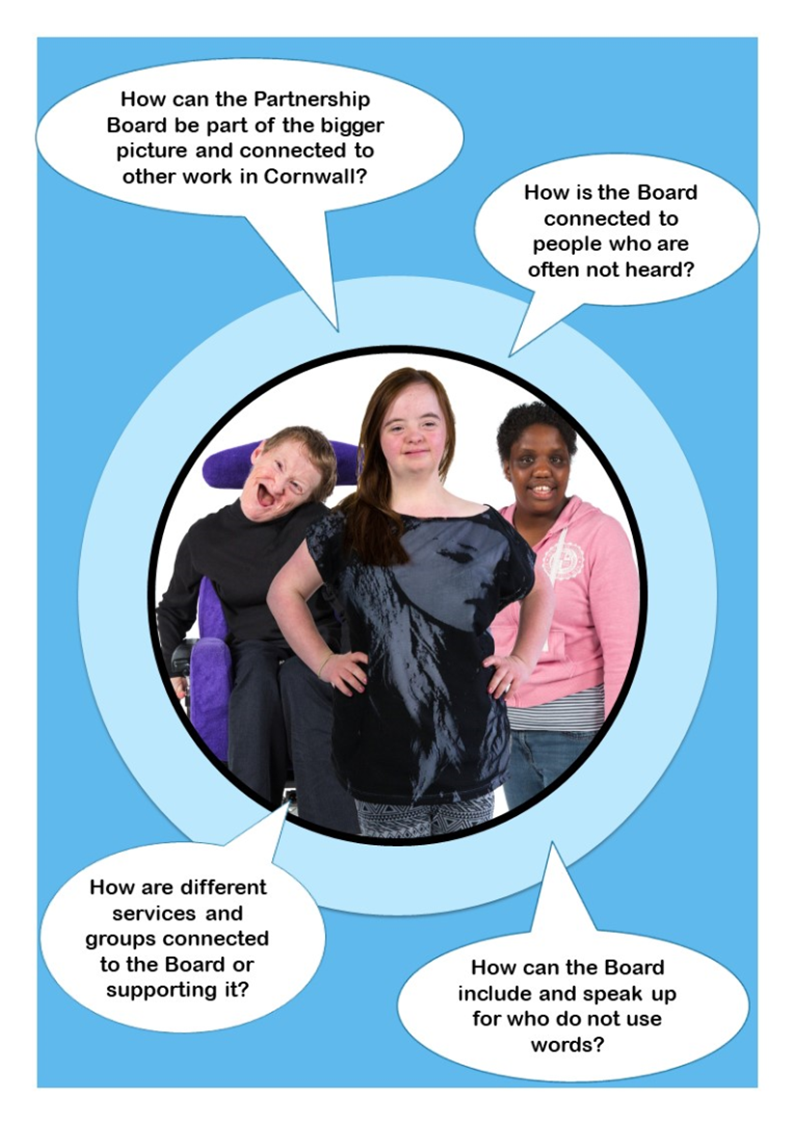 How can the Partnership
Board be part of the bigger
picture and connected to
other work in Cornwall?
How is the Board
connected to
people who are
often not heard?
How are different
services and
groups connected
to the Board or
supporting it?
How can the Board
include and speak up
for who do not use
words?